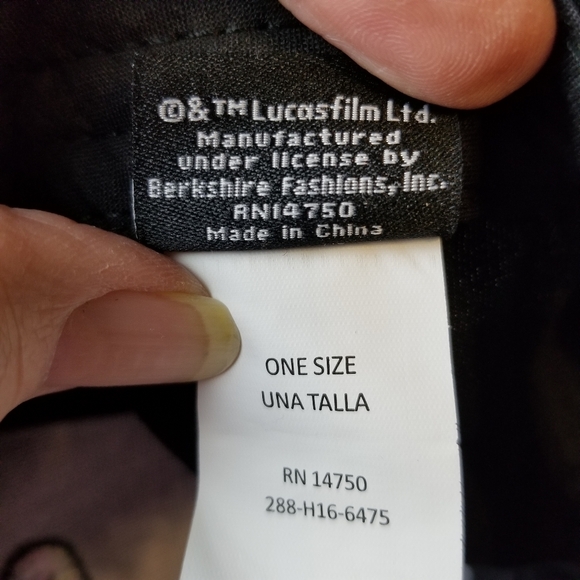 ©&™ Lucasfilm Ltd.
Manufactured
under license by
Berkshire Fashions, Inc.
RN14750
Made in China
ONE SIZE
UNA TALLA
RN 14750
288-H16-6475